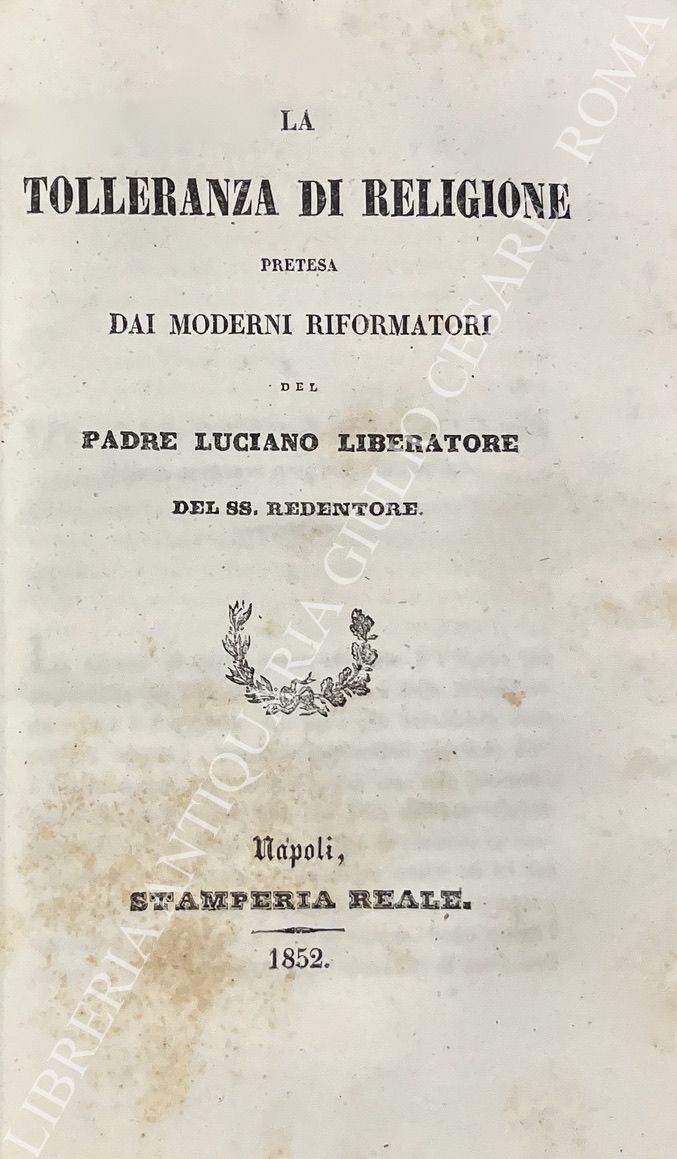 LA
TOLLERANZA DI RELIGIONE
PRETESA
DAI MODERNI RIFORMATORI
DEL
PADRE LUCIANO LIBERATORE
DEL SS. REDENTORE.
Napoli,
STAMPERIA REALE.
1852.
LIBRERIA ANTIQUARIA GIULIO CESARE - ROMA